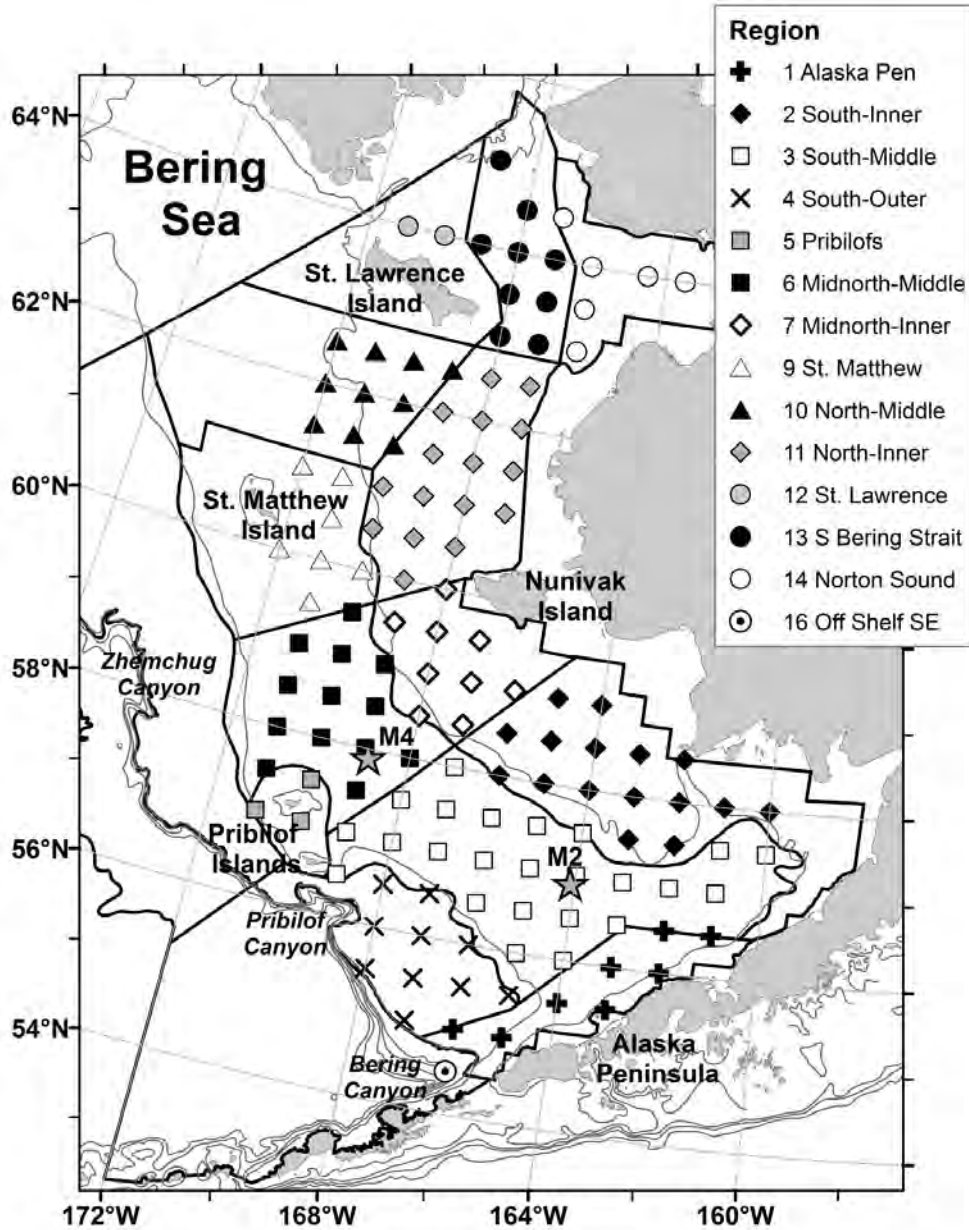 Region
1 Alaska Pen
2 South-Inner
3 South-Middle
4 South-Outer
5 Pribilofs
6 Midnorth-Middle
7 Midnorth-Inner
9 St. Matthew
10 North-Middle
11 North-Inner
12 St. Lawrence
13 S Bering Strait
14 Norton Sound
16 Off Shelf SE
64°N
62°N
60°N
58°N
56°N
54°N
Bering
Sea
St. Lawrence
Island
St. Matthew
Island
Nunivak
Island
Zhemchug
Canyon
M4
Pribilof
Islands
M2
Pribilof
Canyon
Bering
Canyon
Alaska
Peninsula
172°W
168°W
164°W
160°W